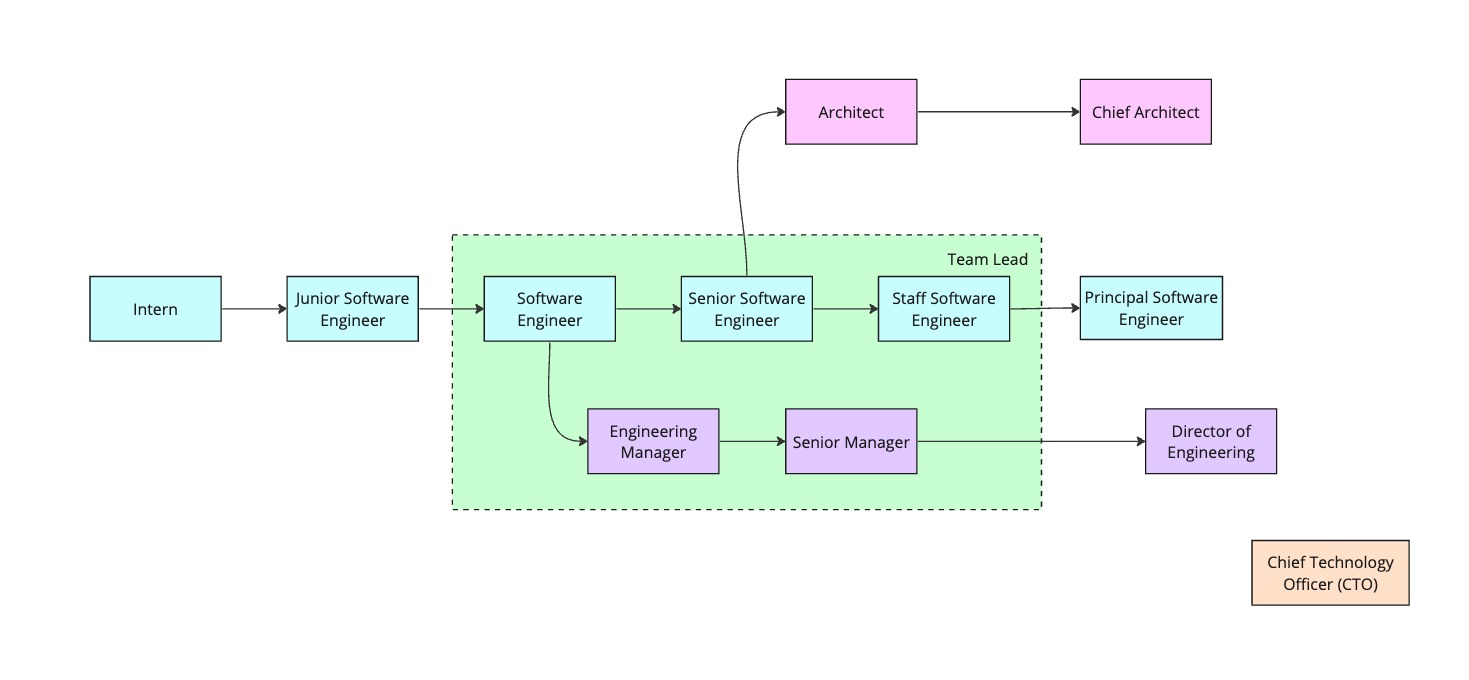 Architect
Chief Architect
Team Lead
Intern
Junior Software
Engineer
Software
Engineer
Senior Software
Engineer
Staff Software
Engineer
Principal Software
Engineer
Engineering
Manager
Senior Manager
Director of
Engineering
Chief Technology
Officer (CTO)